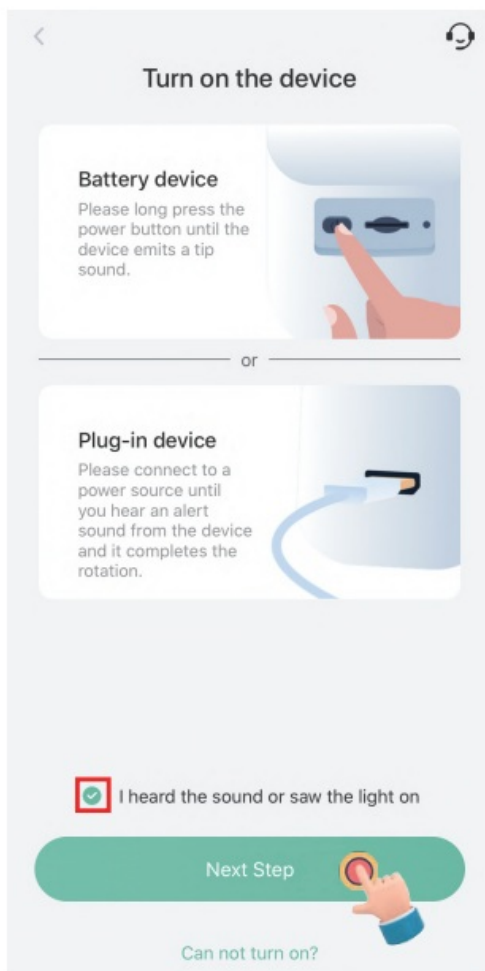 Turn on the device
Battery device
Please long press the
power button until the
device emits a tip
sound.
or
Plug-in device
Please connect to a
power source until
you hear an alert
sound from the device
and it completes the
rotation.
I heard the sound or saw the light on
Next Step
Can not turn on?